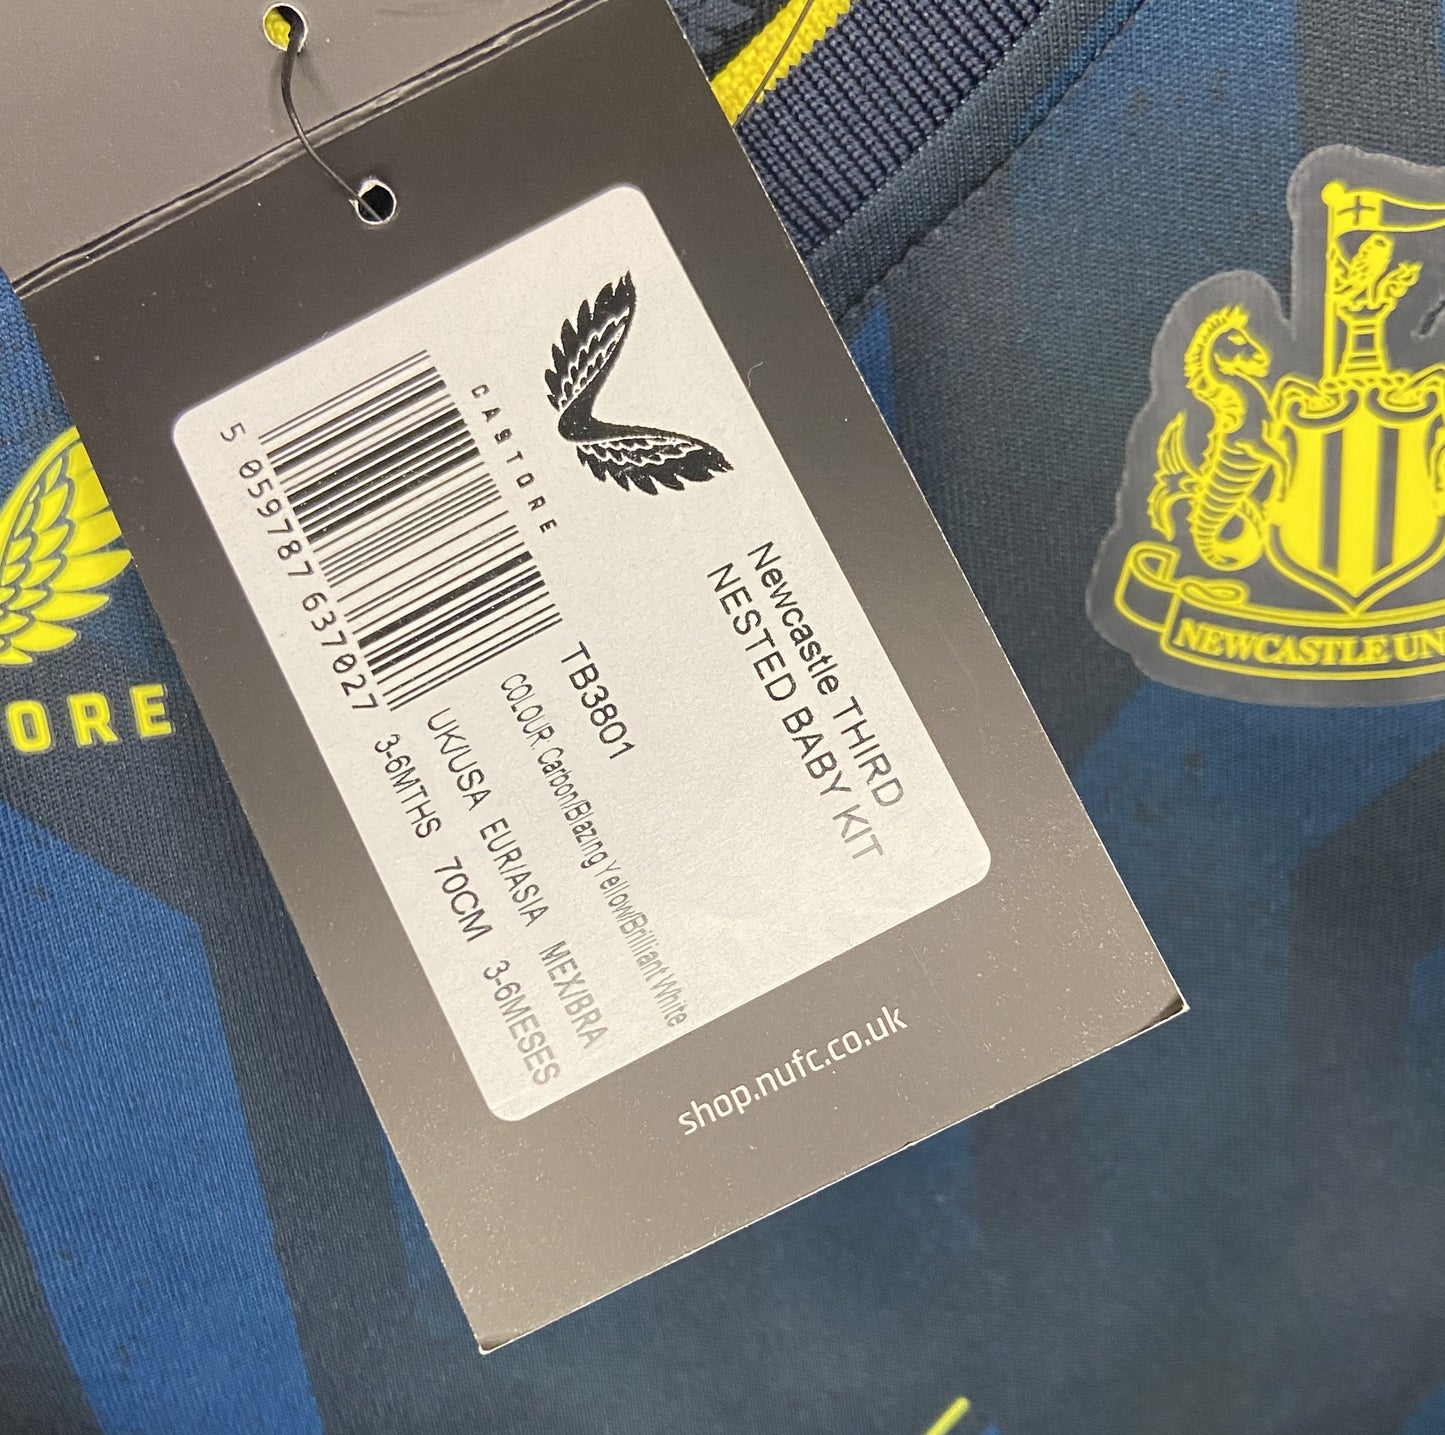 CASTORE
Newcastle THIRD
NESTED BABY KIT
TB3801
COLOUR: Carbon/Blazing Yellow/Brilliant White
UK/USA EUR/ASIA MEX/BRA
3-6MTHS 70CM 3-6MESES
5 059787 637027
shop.nufc.co.uk
ORE
NEWCASTLE UN